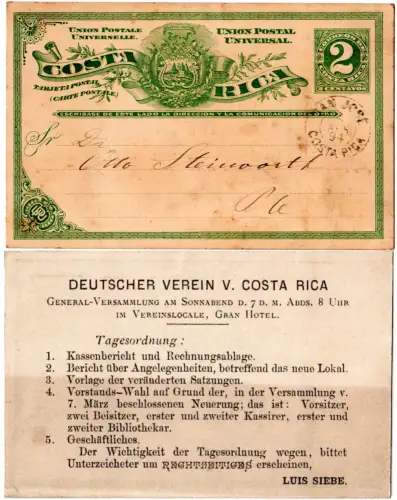 UNION POSTALE UNIVERSELLE.
UNION POSTAL UNIVERSAL.
COSTA RICA
2
CENTAVOS
TARJETA POSTAL
(CARTE POSTALE)
ESCRIBASE DE ESTE LADO LA DIRECCION Y LA COMUNICACION DEL OTRO
SAN JOSE
94
COSTA RICA
Sr Dn
Otto Steinvorth
Pte
DEUTSCHER VEREIN V. COSTA RICA
GENERAL-VERSAMMLUNG AM SONNABEND D. 7 D. M. ABDS. 8 UHR
IM VEREINSLOCALE, GRAN HOTEL.
Tagesordnung:
1. Kassenbericht und Rechnungsablage.
2. Bericht über Angelegenheiten, betreffend das neue Lokal.
3. Vorlage der veränderten Satzungen.
4. Vorstands-Wahl auf Grund der, in der Versammlung v.
7. März beschlossenen Neuerung; das ist: Vorsitzer,
zwei Beisitzer, erster und zweiter Kassirer, erster und
zweiter Bibliothekar.
5. Geschäftliches.
Der Wichtigkeit der Tagesordnung wegen, bittet
Unterzeicheter um RECHTSEITIGES erscheinen,
LUIS SIEBE.